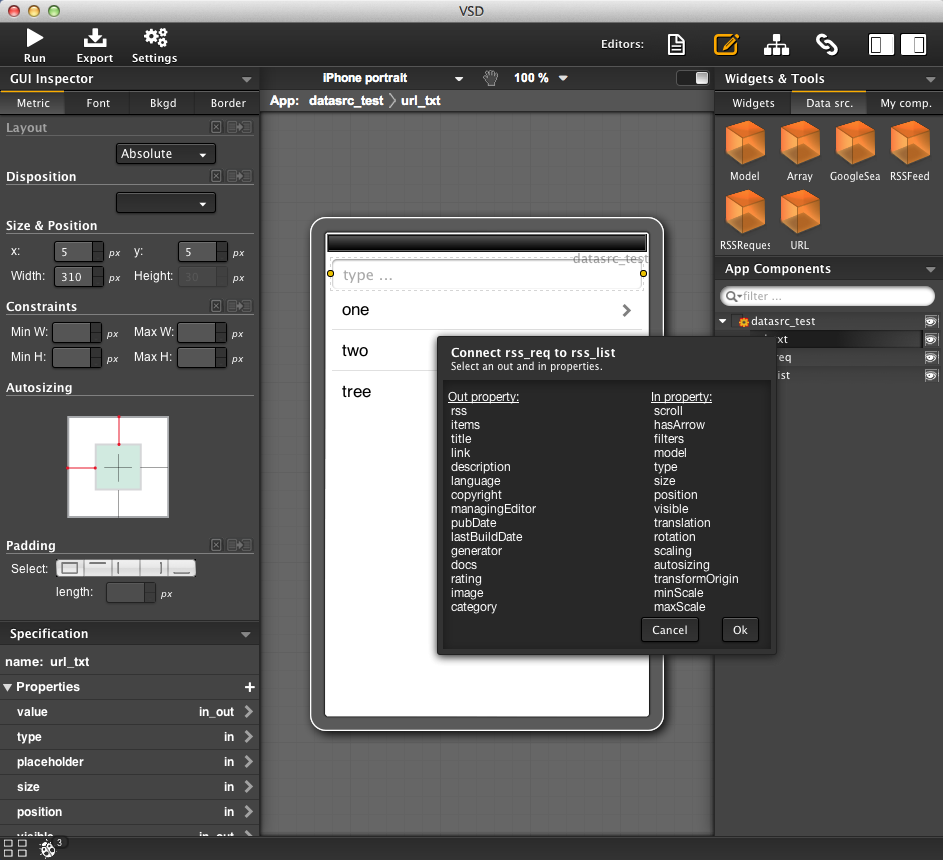 VSD
Run
Export
Settings
Editors:
GUI Inspector
iPhone portrait
100 %
Widgets & Tools
Metric
Font
Bkgd
Border
App:
datasrc_test
url_txt
Widgets
Data src.
My comp.
Layout
Absolute
Disposition
Size & Position
x:
5
px
y:
5
px
Width:
310
px
Height:
30
px
Constraints
Min W:
px
Max W:
px
Min H:
px
Max H:
px
Autosizing
Padding
Select:
length:
px
Specification
name: url_txt
Properties
+
value
in_out
type
in
placeholder
in
size
in
position
in
visible
in_out
3
datasrc_test
type ...
one
two
tree
Connect rss_req to rss_list
Select an out and in properties.
Out property:
rss
items
title
link
description
language
copyright
managingEditor
pubDate
lastBuildDate
generator
docs
rating
image
category
In property:
scroll
hasArrow
filters
model
type
size
position
visible
translation
rotation
scaling
autosizing
transformOrigin
minScale
maxScale
Cancel
Ok
Model
Array
GoogleSea
RSSFeed
RSSReques
URL
App Components
filter ...
datasrc_test
xt
req
ist